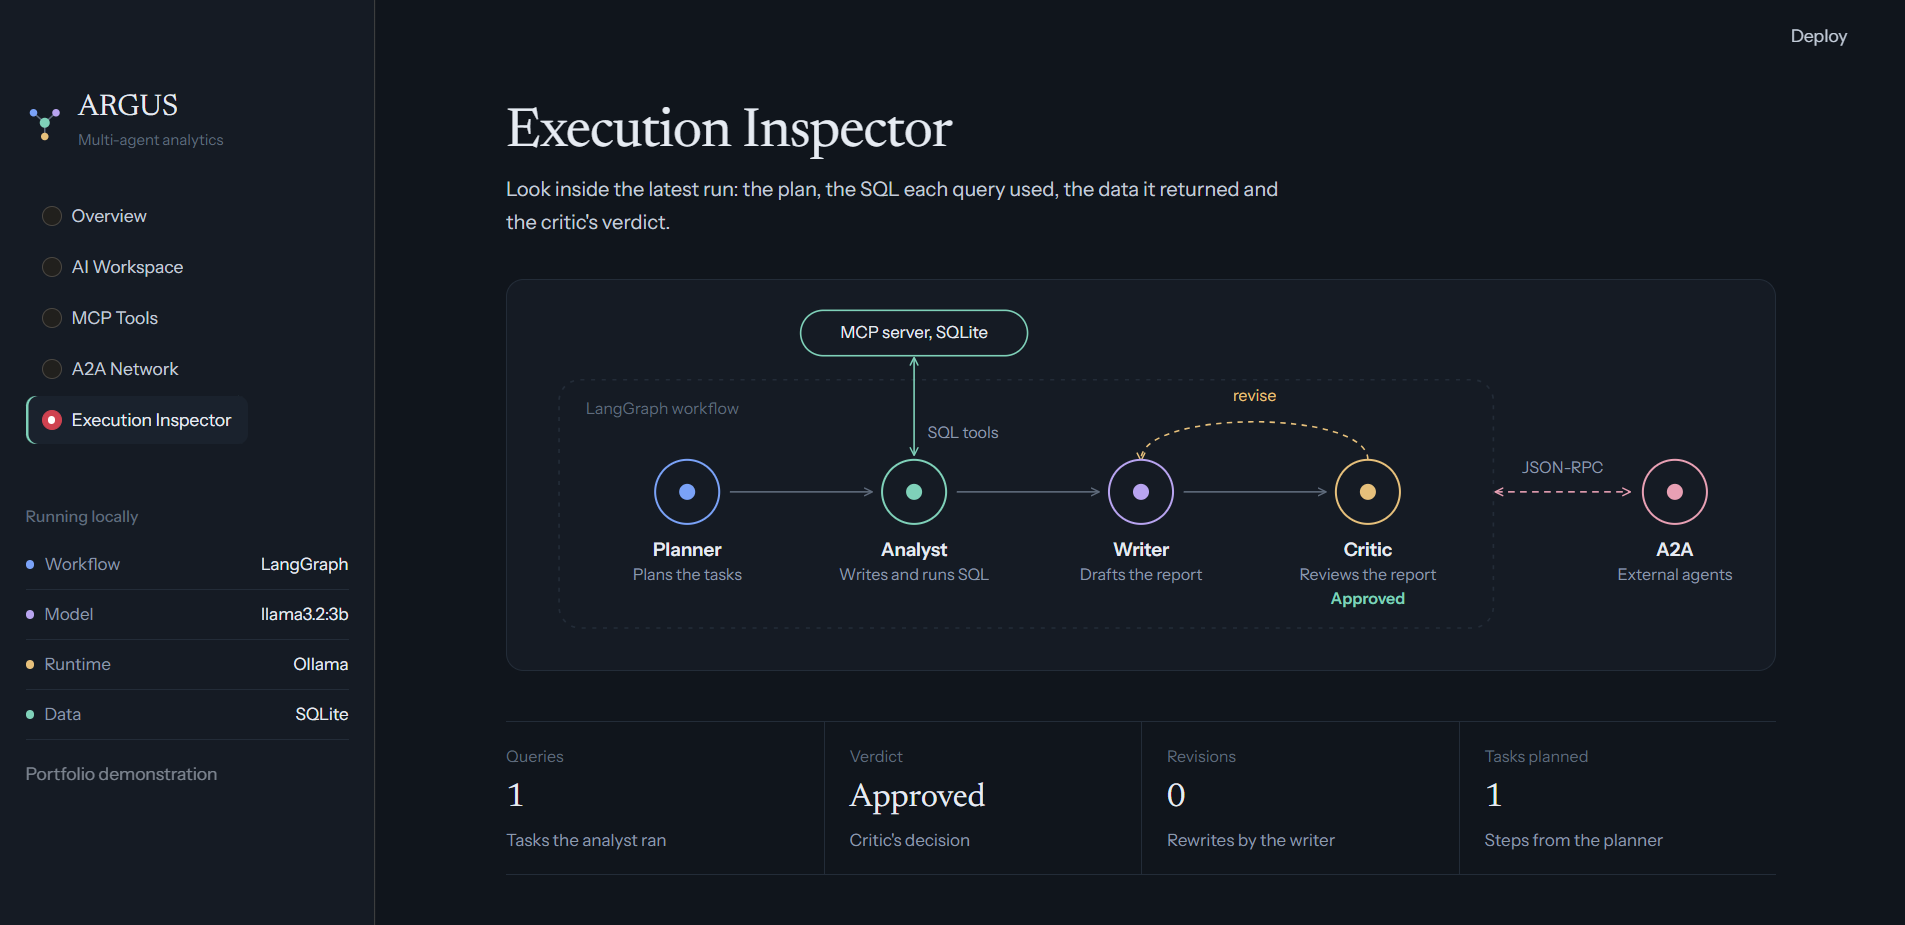 Deploy
ARGUS
Multi-agent analytics
Overview
AI Workspace
MCP Tools
A2A Network
Execution Inspector
Running locally
Workflow LangGraph
Model llama3.2:3b
Runtime Ollama
Data SQLite
Portfolio demonstration
Execution Inspector
Look inside the latest run: the plan, the SQL each query used, the data it returned and
the critic's verdict.
MCP server, SQLite
LangGraph workflow
revise
SQL tools
JSON-RPC
Planner
Plans the tasks
Analyst
Writes and runs SQL
Writer
Drafts the report
Critic
Reviews the report
Approved
A2A
External agents
Queries
1
Tasks the analyst ran
Verdict
Approved
Critic's decision
Revisions
0
Rewrites by the writer
Tasks planned
1
Steps from the planner